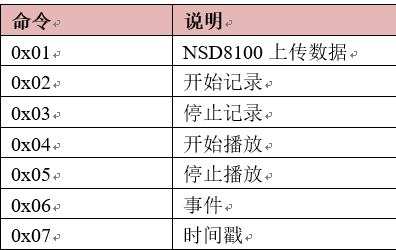 命令 说明
0x01 NSD8100 上传数据
0x02 开始记录
0x03 停止记录
0x04 开始播放
0x05 停止播放
0x06 事件
0x07 时间戳